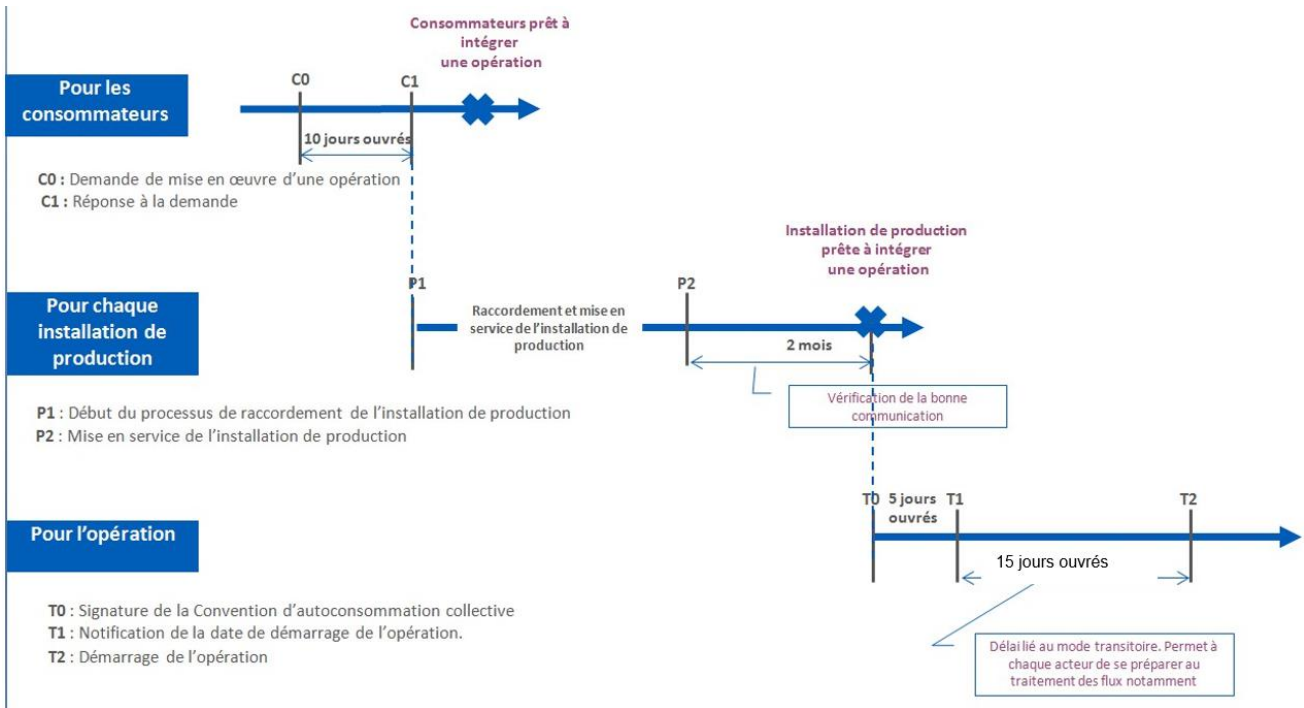 Consommateurs prêt à
intégrer
une opération
Pour les
consommateurs
C0
C1
10 jours ouvrés
C0 : Demande de mise en œuvre d'une opération
C1 : Réponse à la demande
Installation de production
prête à intégrer
une opération
Pour chaque
installation de
production
P1
Raccordement et mise en
service de l'installation de
production
P2
2 mois
Vérification de la bonne
communication
P1 : Début du processus de raccordement de l'installation de production
P2 : Mise en service de l'installation de production
Pour l'opération
T0
5 jours
ouvrés
T1
T2
15 jours ouvrés
T0 : Signature de la Convention d'autoconsommation collective
T1 : Notification de la date de démarrage de l'opération.
T2 : Démarrage de l'opération
Délai lié au mode transitoire. Permet à
chaque acteur de se préparer au
traitement des flux notamment